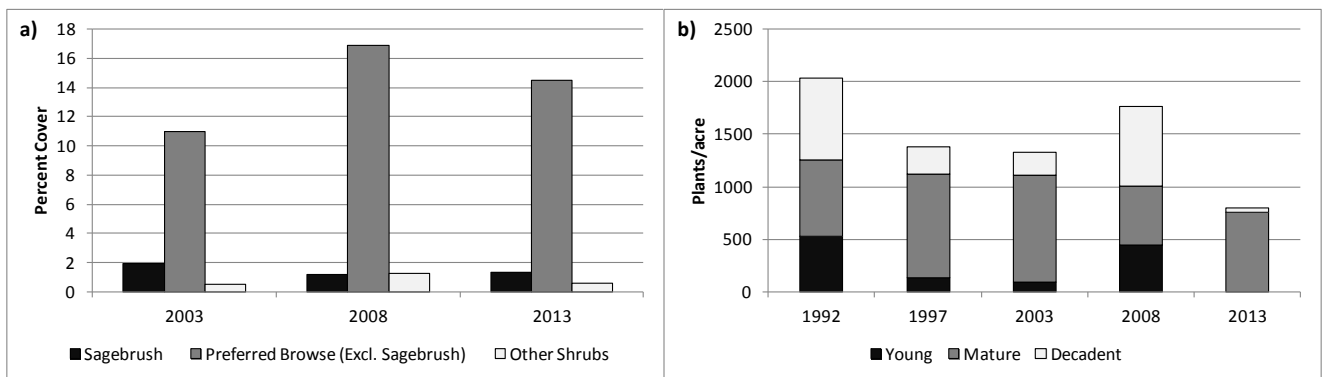 a)
Percent Cover
18
16
14
12
10
8
6
4
2
0
2003 2008 2013
Sagebrush Preferred Browse (Excl. Sagebrush) Other Shrubs
b)
Plants/acre
2500
2000
1500
1000
500
0
1992 1997 2003 2008 2013
Young Mature Decadent